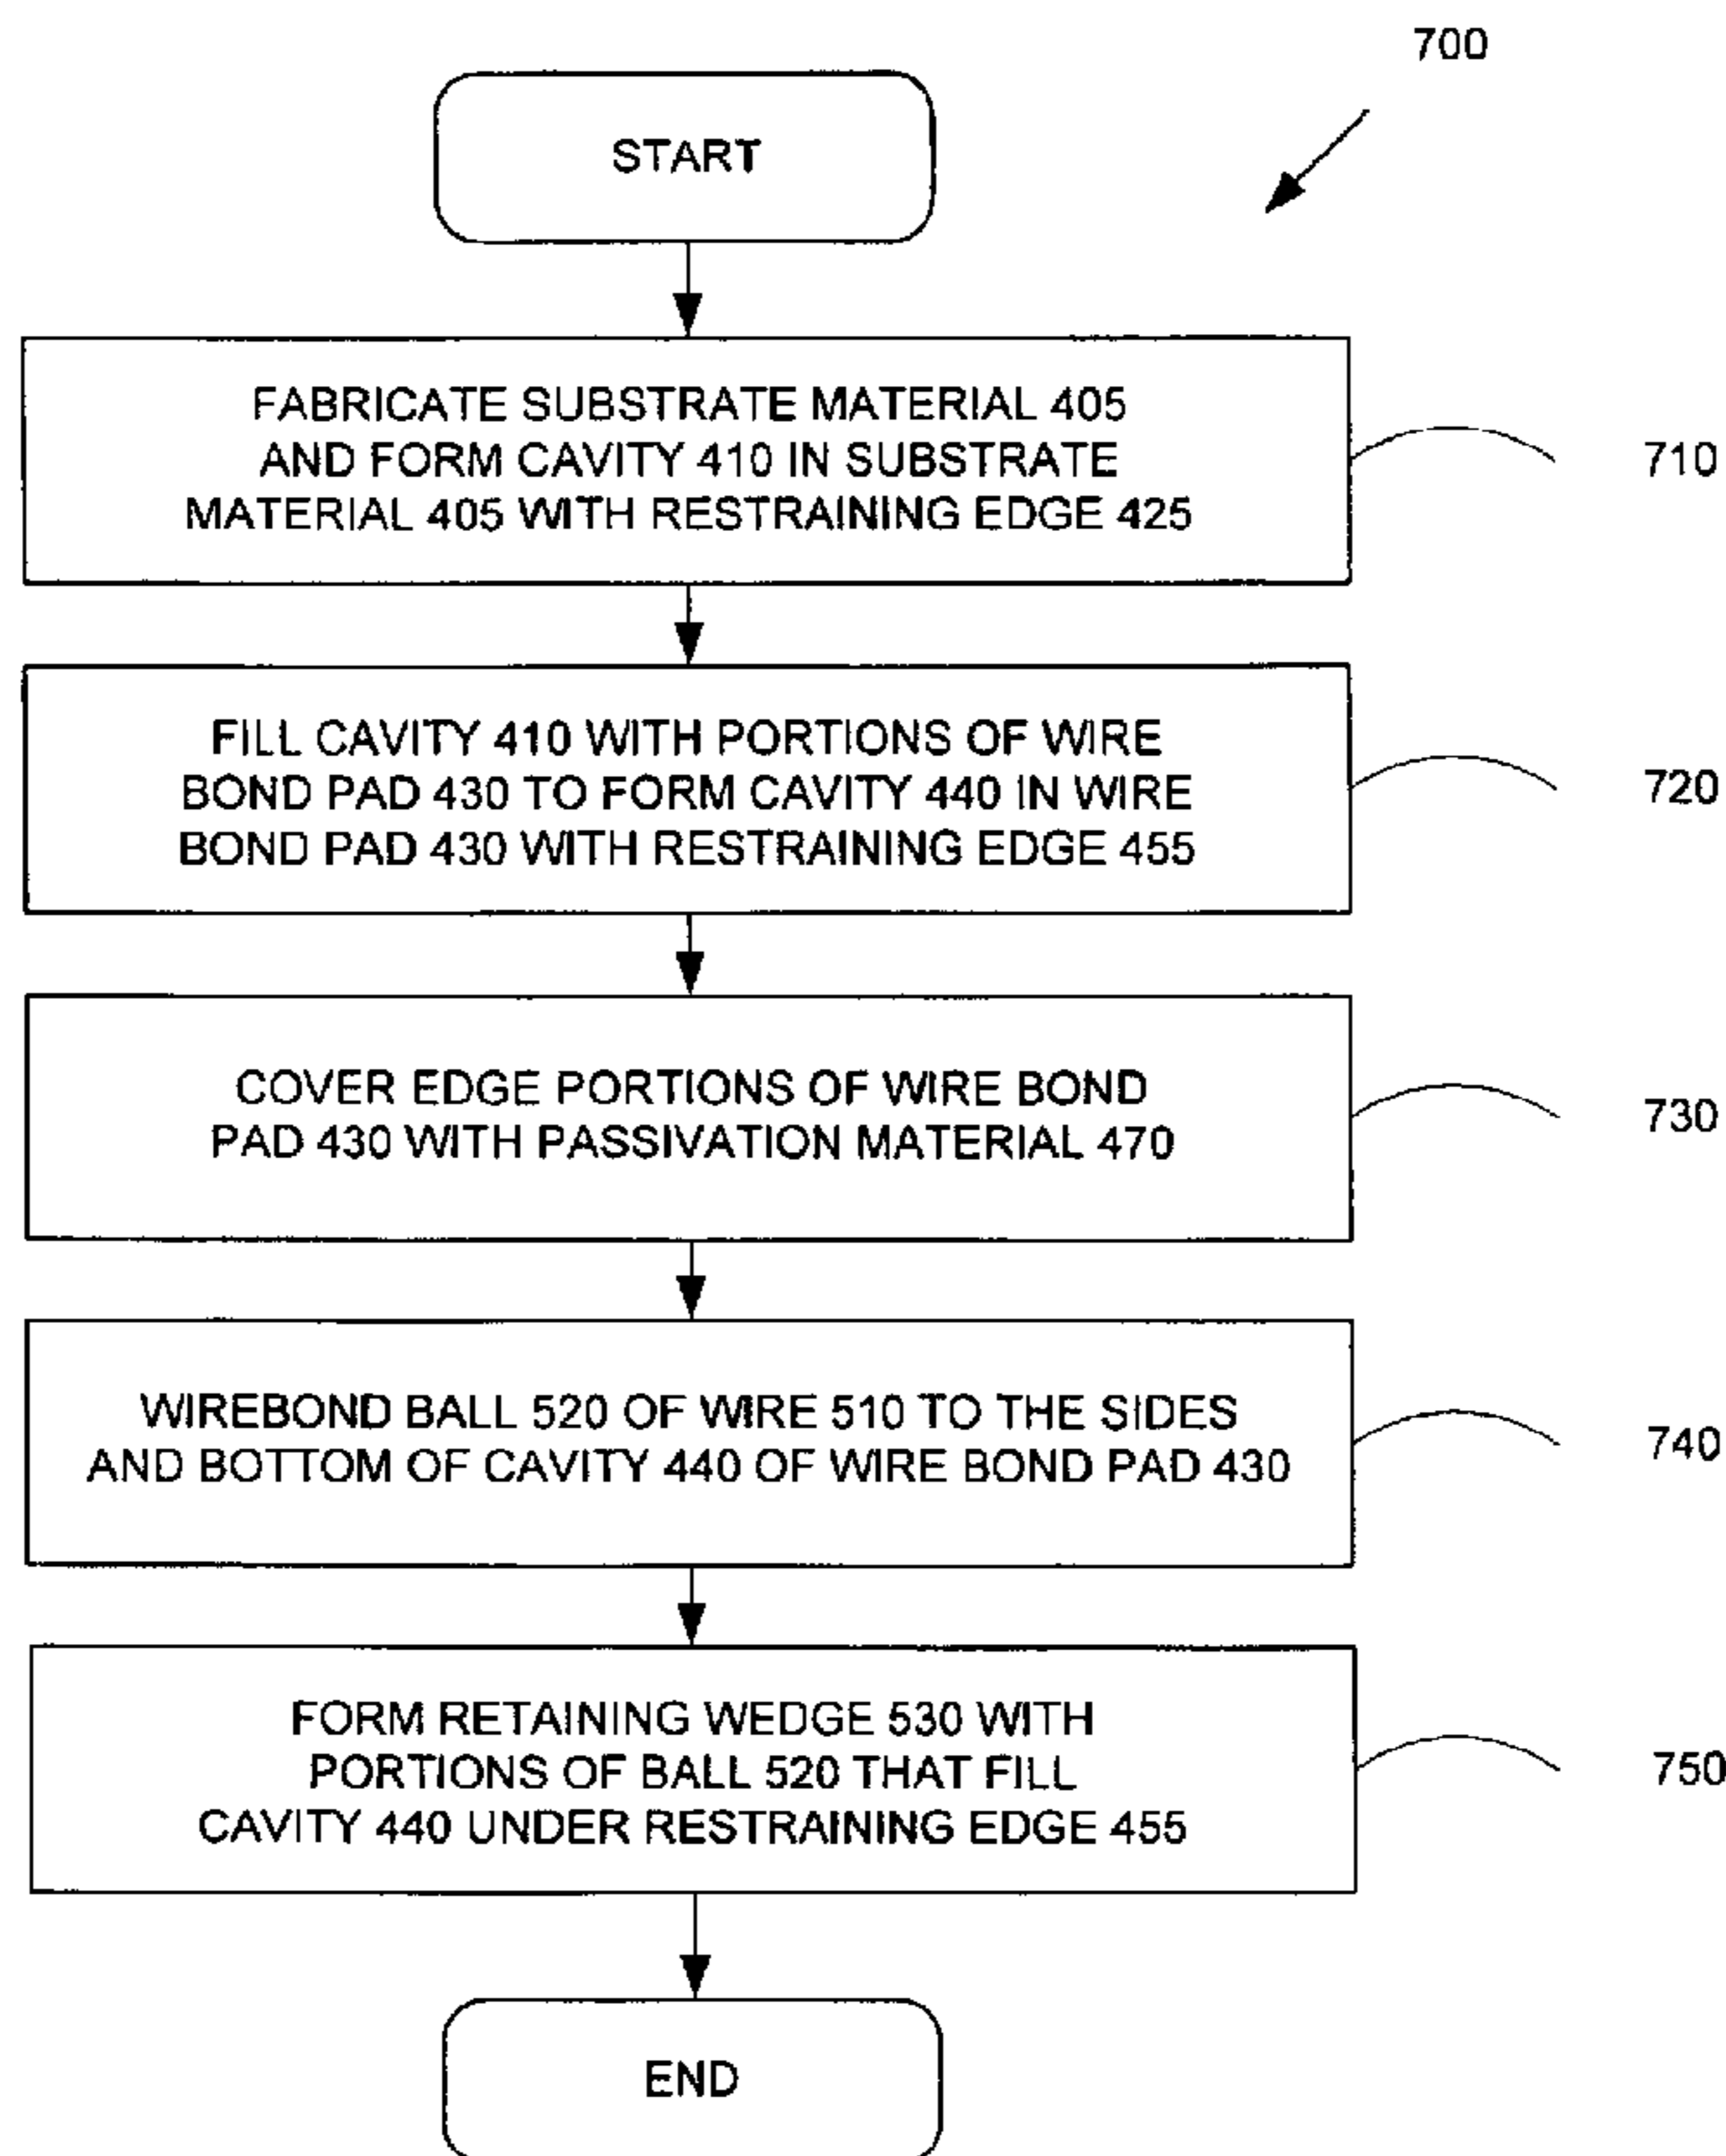 700
START
FABRICATE SUBSTRATE MATERIAL 405
AND FORM CAVITY 410 IN SUBSTRATE
MATERIAL 405 WITH RESTRAINING EDGE 425
710
FILL CAVITY 410 WITH PORTIONS OF WIRE
BOND PAD 430 TO FORM CAVITY 440 IN WIRE
BOND PAD 430 WITH RESTRAINING EDGE 455
720
COVER EDGE PORTIONS OF WIRE BOND
PAD 430 WITH PASSIVATION MATERIAL 470
730
WIREBOND BALL 520 OF WIRE 510 TO THE SIDES
AND BOTTOM OF CAVITY 440 OF WIRE BOND PAD 430
740
FORM RETAINING WEDGE 530 WITH
PORTIONS OF BALL 520 THAT FILL
CAVITY 440 UNDER RESTRAINING EDGE 455
750
END